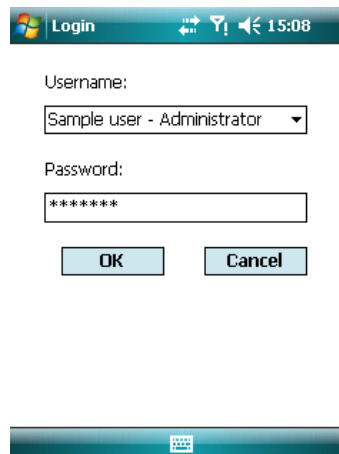 Login 15:08
Username:
Sample user - Administrator
Password:
*******
OK Cancel